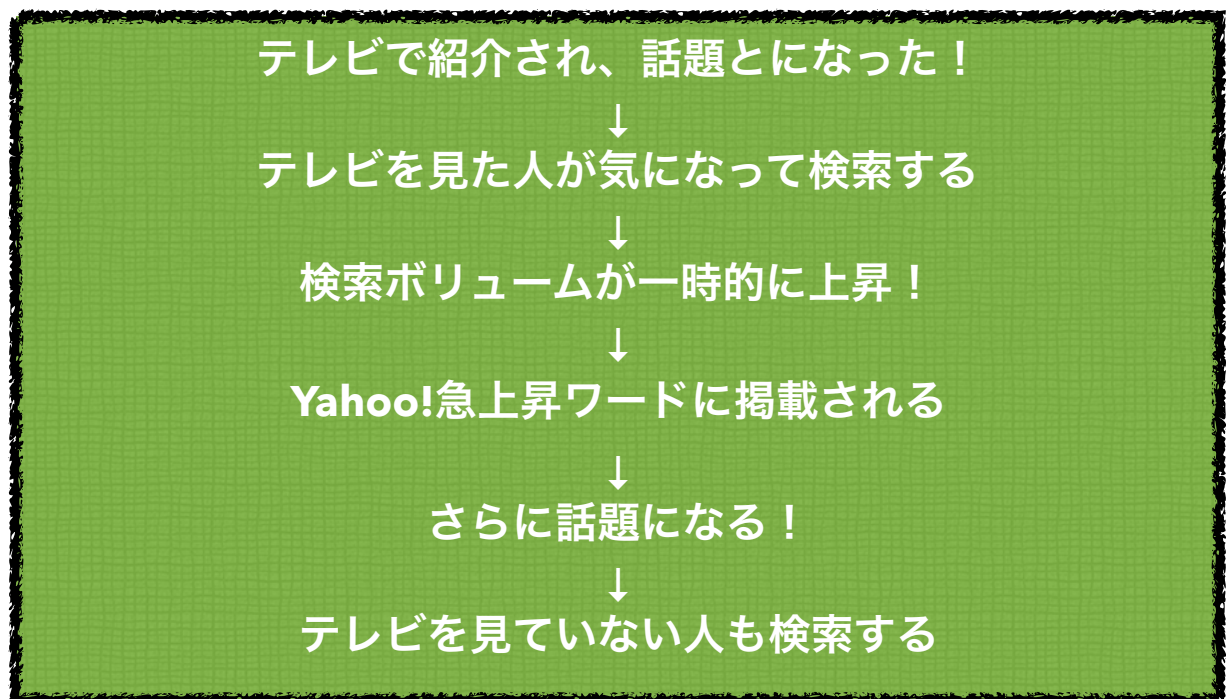 テレビで紹介され、話題とになった！
↓
テレビを見た人が気になって検索する
↓
検索ボリュームが一時的に上昇！
↓
Yahoo!急上昇ワードに掲載される
↓
さらに話題になる！
↓
テレビを見ていない人も検索する